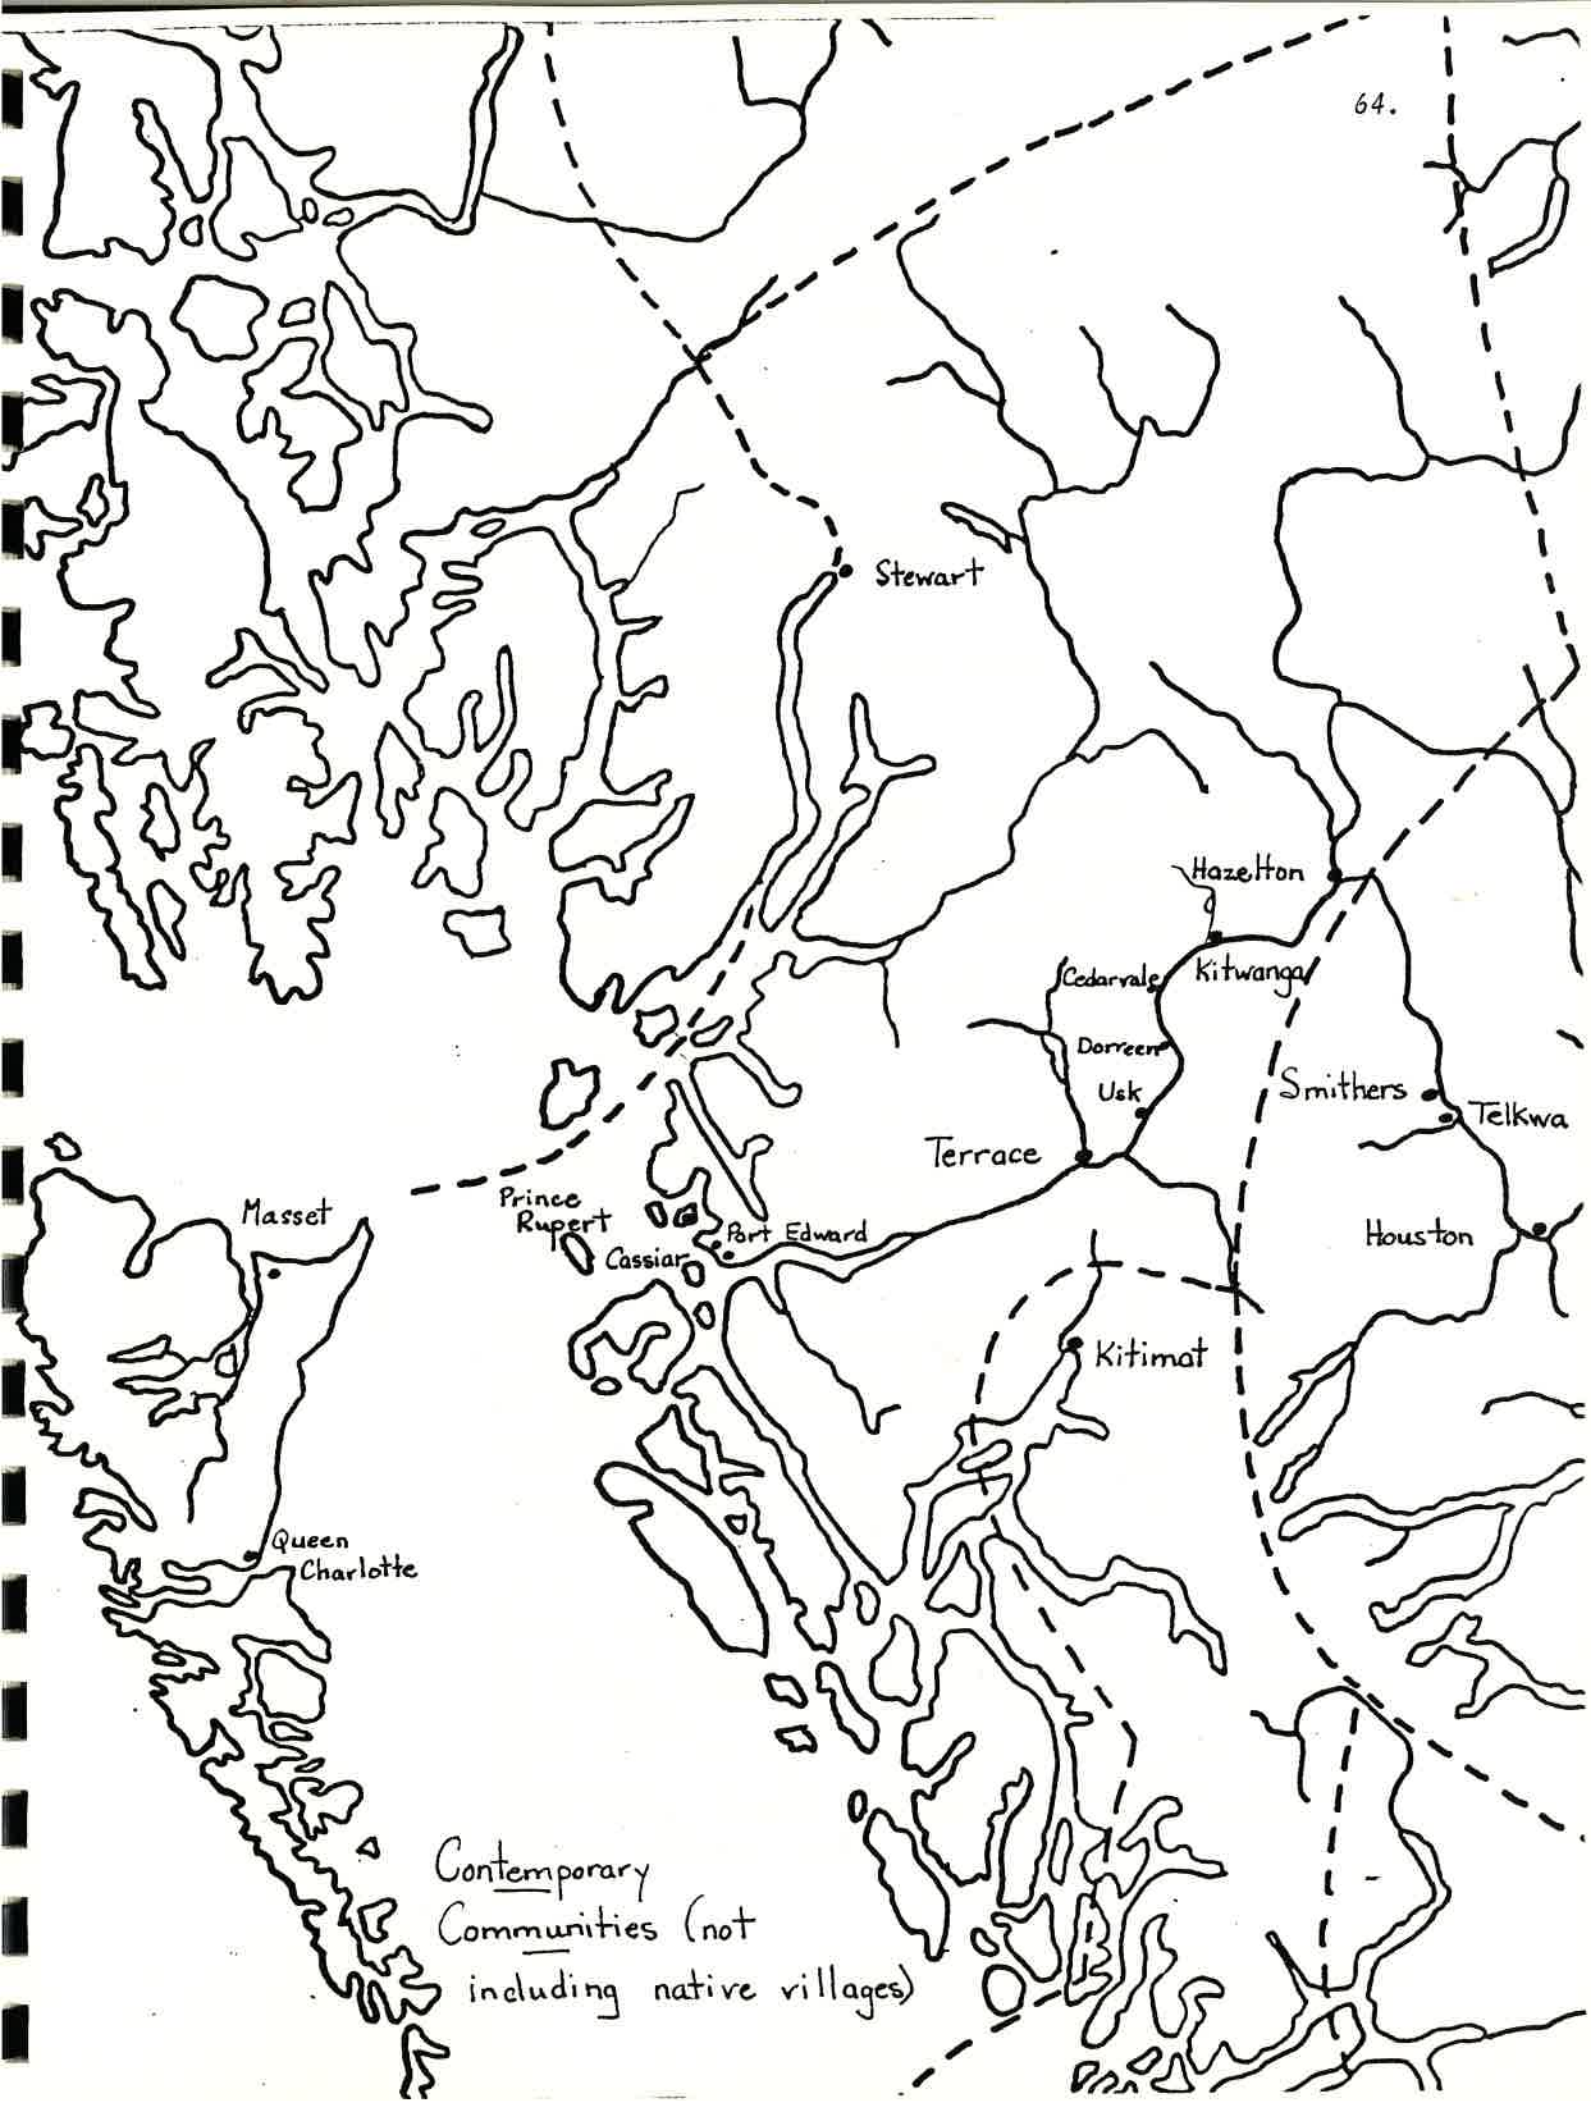 64.
Stewart
Hazelton
Kitwanga
Cedarvale
Dorreen
Usk
Smithers
Telkwa
Terrace
Masset
Prince
Rupert
Port Edward
Cassiar
Houston
Kitimat
Queen
Charlotte
Contemporary
Communities (not
including native villages)